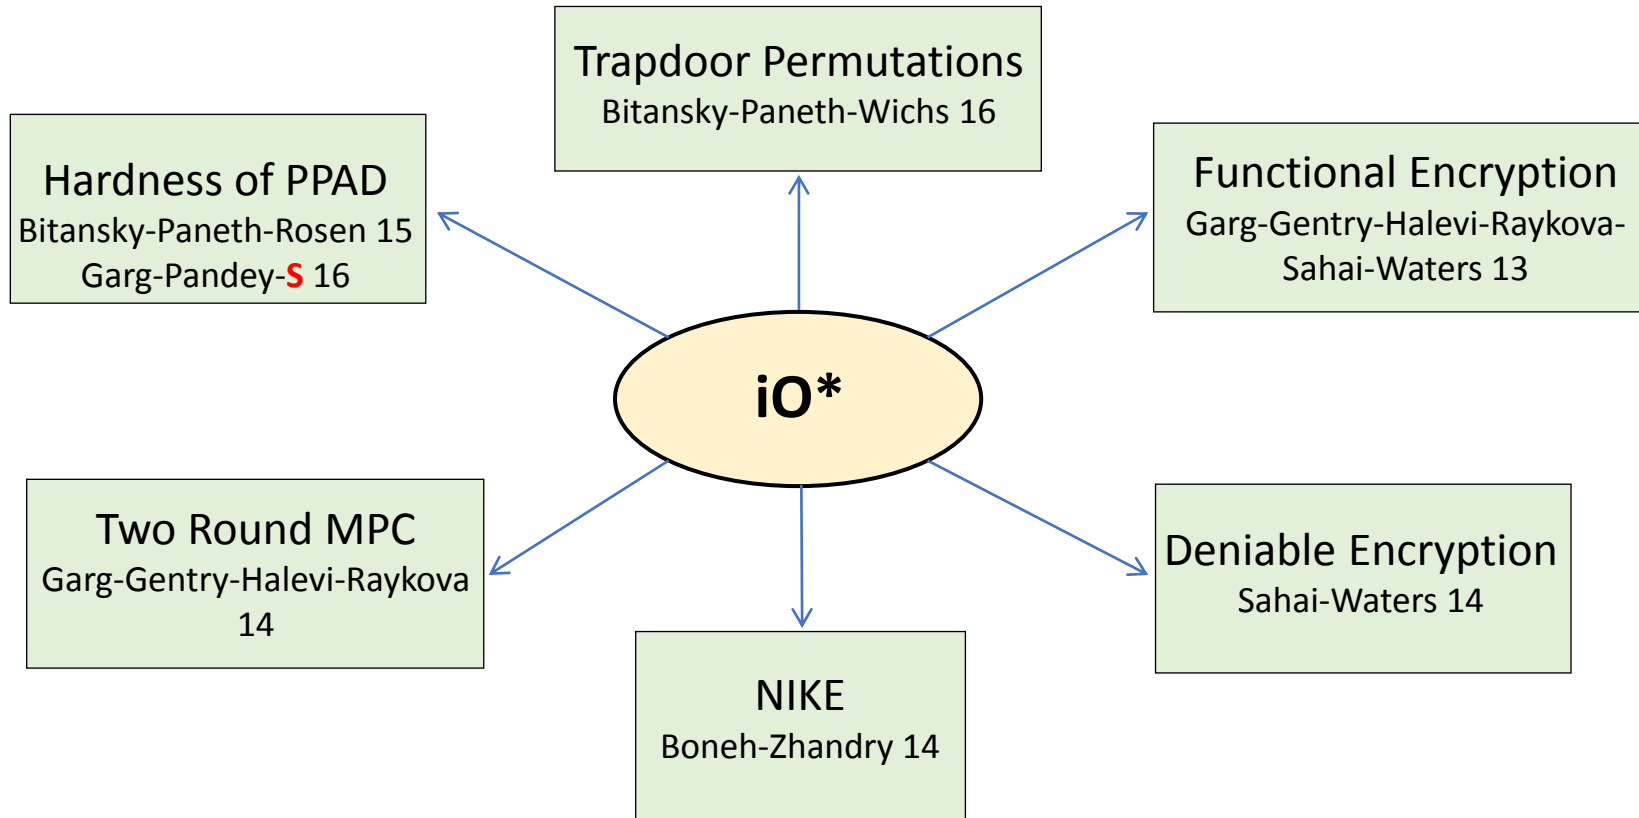 Trapdoor Permutations
Bitansky-Paneth-Wichs 16
Hardness of PPAD
Bitansky-Paneth-Rosen 15
Garg-Pandey-S 16
Functional Encryption
Garg-Gentry-Halevi-Raykova-
Sahai-Waters 13
iO*
Two Round MPC
Garg-Gentry-Halevi-Raykova
14
Deniable Encryption
Sahai-Waters 14
NIKE
Boneh-Zhandry 14